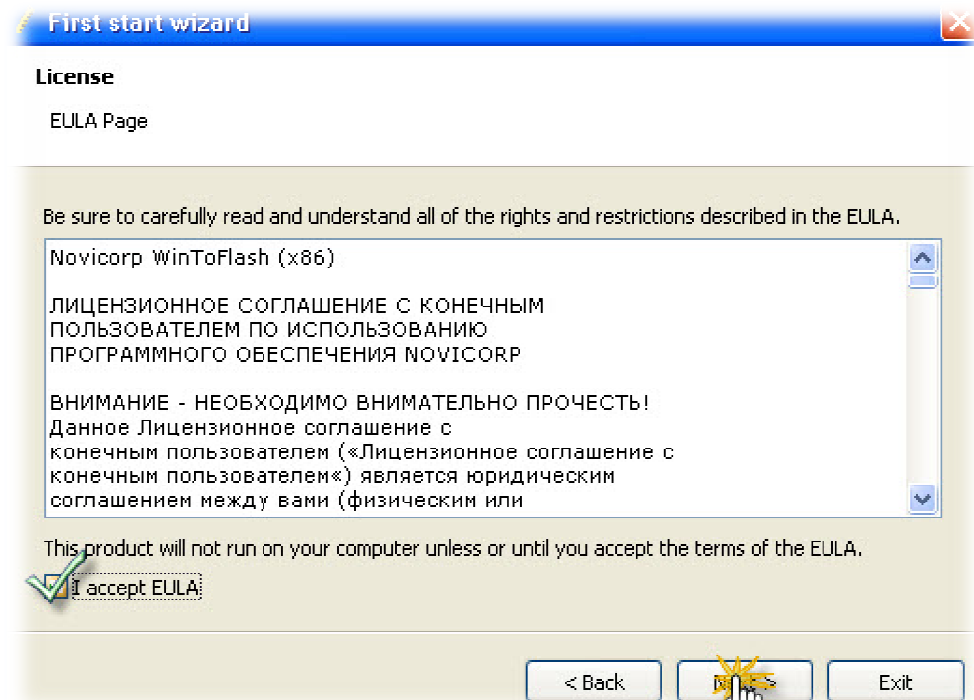 First start wizard
License
EULA Page
Be sure to carefully read and understand all of the rights and restrictions described in the EULA.
Novicorp WinToFlash (x86)
ЛИЦЕНЗИОННОЕ СОГЛАШЕНИЕ С КОНЕЧНЫМ
ПОЛЬЗОВАТЕЛЕМ ПО ИСПОЛЬЗОВАНИЮ
ПРОГРАММНОГО ОБЕСПЕЧЕНИЯ NOVICORP
ВНИМАНИЕ - НЕОБХОДИМО ВНИМАТЕЛЬНО ПРОЧЕСТЬ!
Данное Лицензионное соглашение с
конечным пользователем («Лицензионное соглашение с
конечным пользователем«) является юридическим
соглашением между вами (физическим или
This product will not run on your computer unless or until you accept the terms of the EULA.
I accept EULA
< Back
Exit